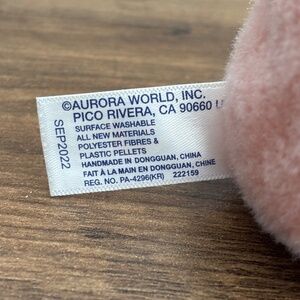 ©AURORA WORLD, INC.
PICO RIVERA, CA 90660 U
SURFACE WASHABLE
ALL NEW MATERIALS
POLYESTER FIBRES &
PLASTIC PELLETS
HANDMADE IN DONGGUAN, CHINA
FAIT À LA MAIN EN DONGGUAN, CHINE
REG. NO. PA-4296(KR) 222159
SEP2022